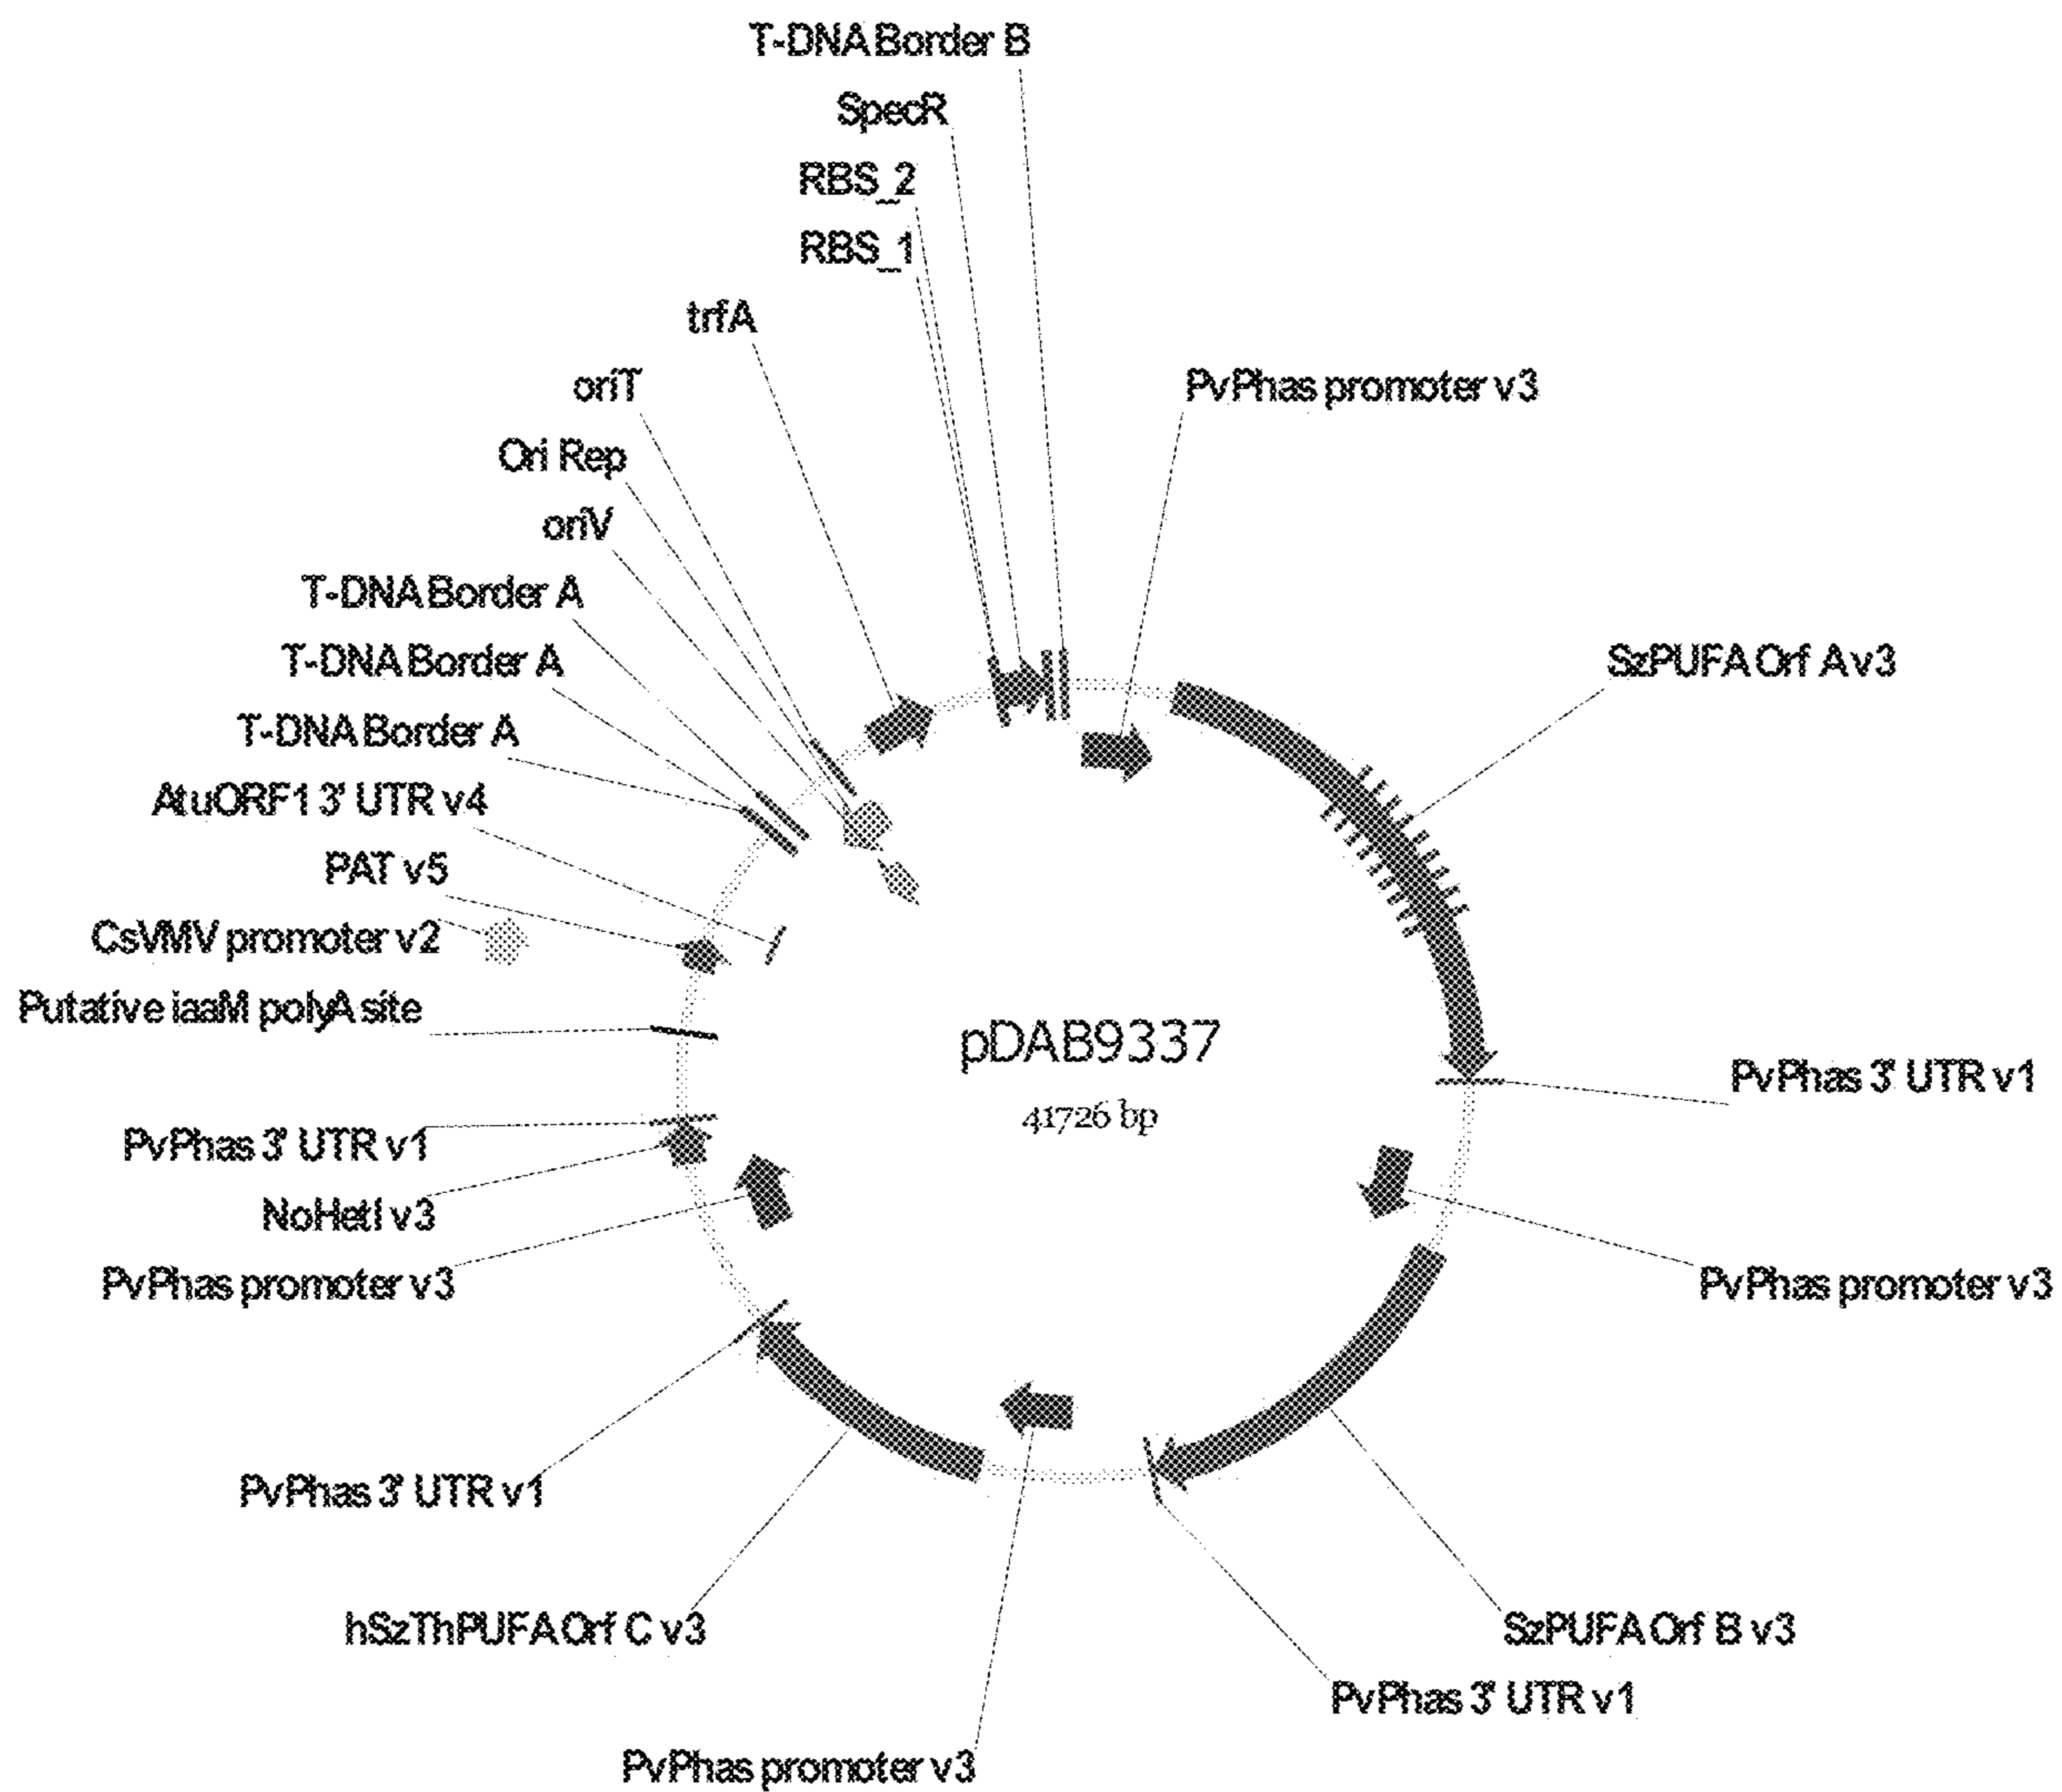 T-DNA Border B
SpecR
RBS_2
RBS_1
trfA
oriT
PvPhas promoter v3
Ori Rep
oriV
T-DNA Border A
T-DNA Border A
SzPUFA Orf A v3
T-DNA Border A
AtuORF1 3' UTR v4
PAT v5
CsVMV promoter v2
Putative iaaM polyA site
pDAB9337
41726 bp
PvPhas 3' UTR v1
PvPhas 3' UTR v1
NoHetI v3
PvPhas promoter v3
PvPhas promoter v3
PvPhas 3' UTR v1
hSzThPUFA Orf C v3
SzPUFA Orf B v3
PvPhas 3' UTR v1
PvPhas promoter v3